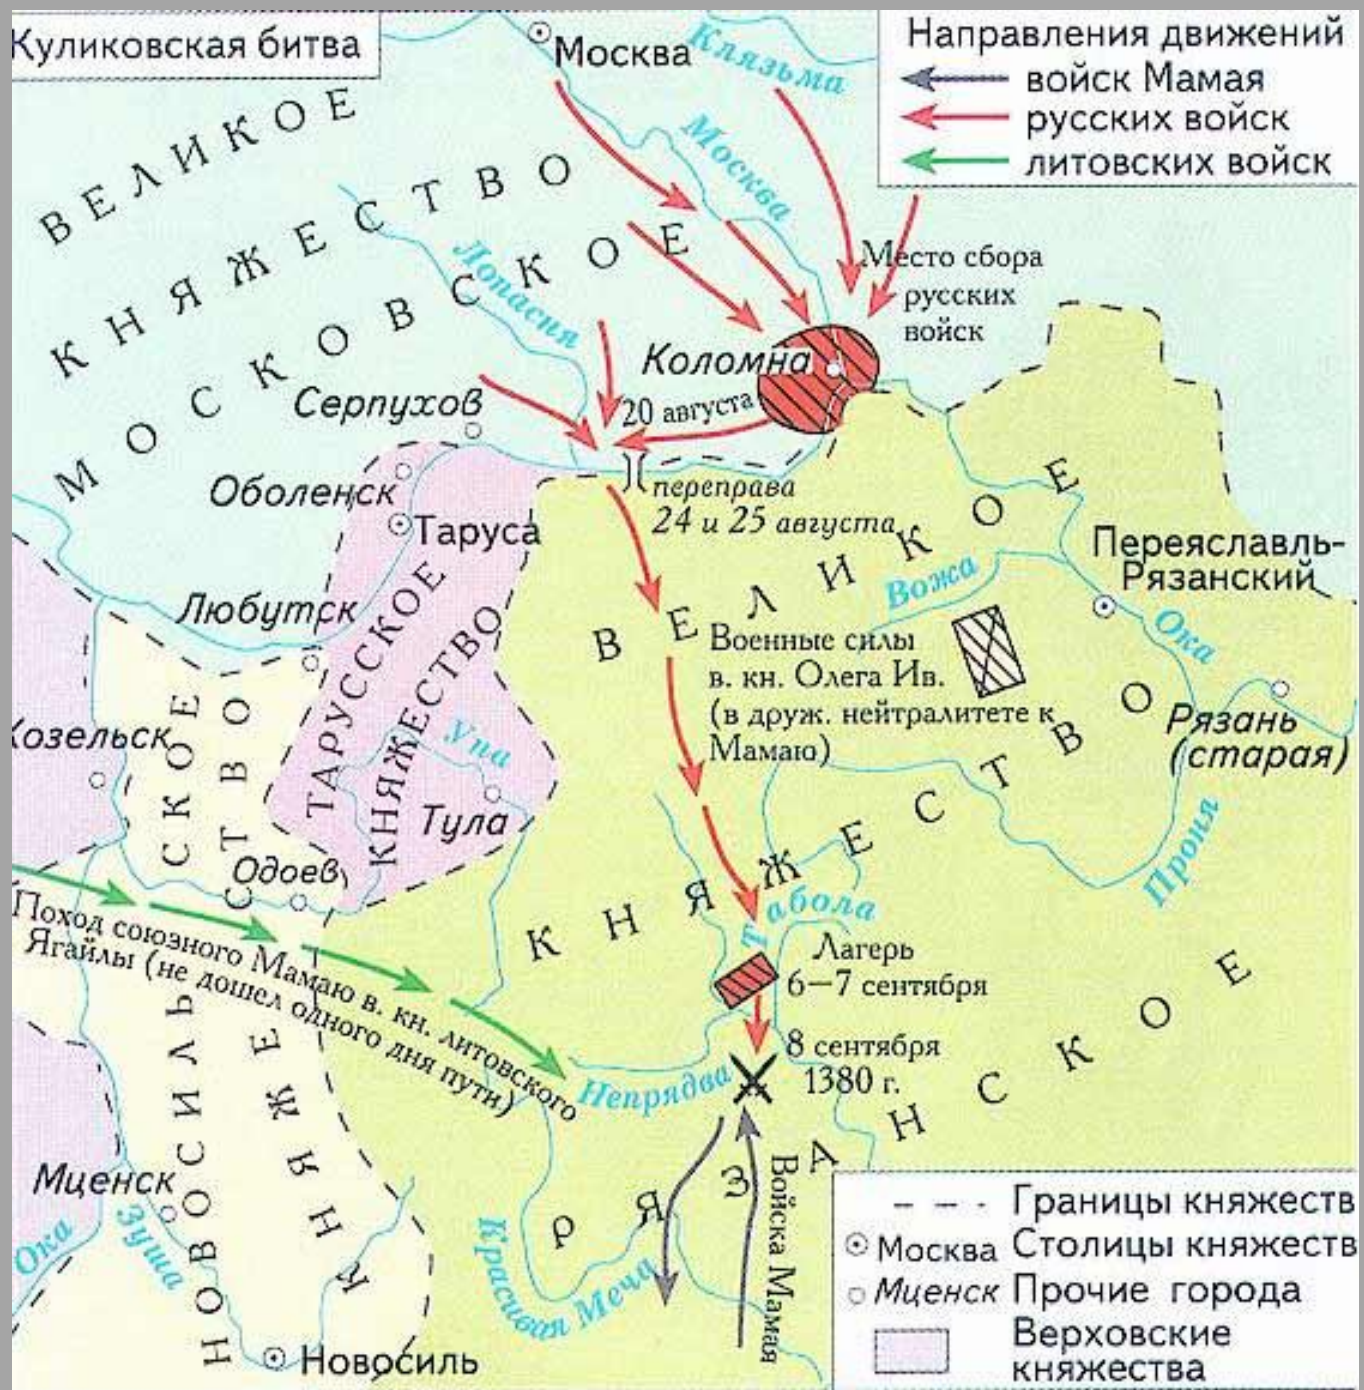 Куликовская битва
Москва
Клязьма
Направления движений
войск Мамая
русских войск
литовских войск
Москва
ВЕЛИКОЕ
КНЯЖЕСТВО
МОСКОВСКОЕ
Лопасня
Место сбора
русских
войск
Коломна
Серпухов
20 августа
Оболенск
переправа
24 и 25 августа
Таруса
Переяславль-
Рязанский
Вожа
Любутск
Ока
ТАРУССКОЕ
КНЯЖЕСТВО
Военные силы
в. кн. Олега Ив.
(в друж. нейтралитете к
Мамаю)
Рязань
(старая)
Козельск
Упа
Тула
Проня
Одоев
ВЕЛИКОЕ
КНЯЖЕСТВО
РЯЗАНСКОЕ
Табола
Поход союзного Мамаю в. кн. литовского
Ягайлы (не дошел одного дня пути)
Лагерь
6—7 сентября
8 сентября
1380 г.
Непрядва
НОВОСИЛЬСКОЕ
КНЯЖЕСТВО
Мценск
Зуша
Ока
Красивая Меча
Войска Мамая
Новосиль
Границы княжеств
Москва Столицы княжеств
Мценск Прочие города
Верховские
княжества